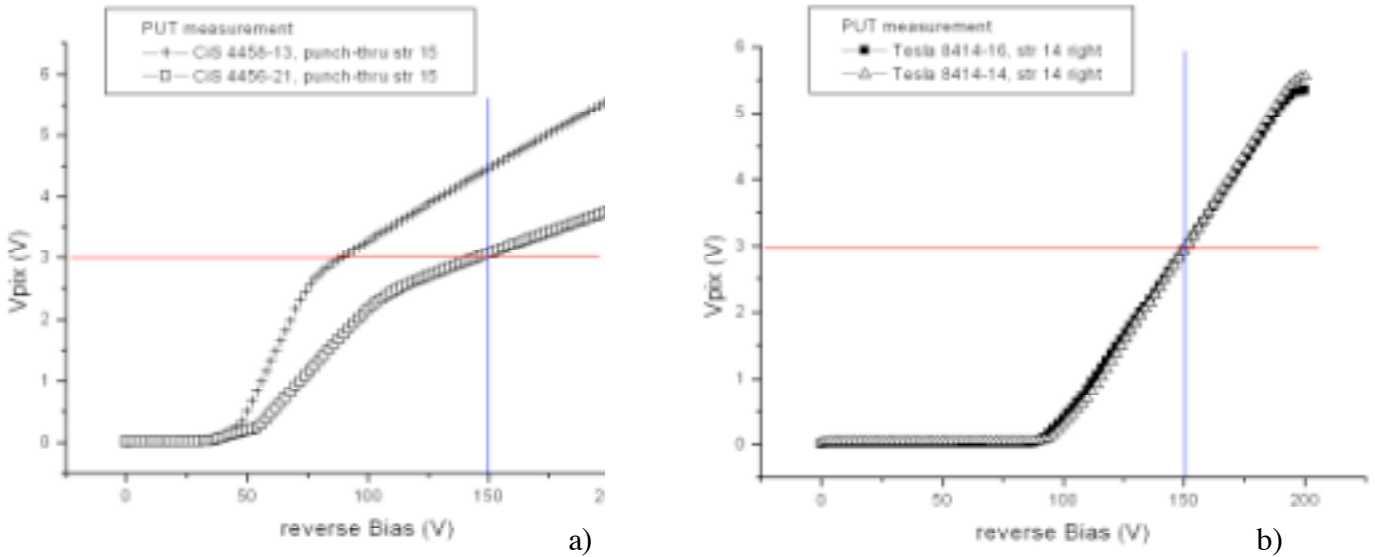 PUT measurement
CiS 4458-13, punch-thru str 15
CiS 4456-21, punch-thru str 15
6
5
4
3
2
1
0
Vpix (V)
0 50 100 150 2
reverse Bias (V)
a)
PUT measurement
Tesla 8414-16, str 14 right
Tesla 8414-14, str 14 right
6
5
4
3
2
1
0
Vpix (V)
0 50 100 150 200
reverse Bias (V)
b)